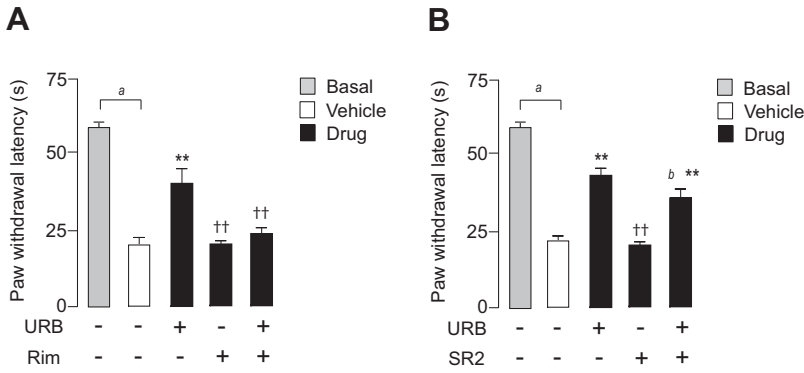 A
Paw withdrawal latency (s)
75
50
25
0
a
**
††
††
Basal
Vehicle
Drug
URB - - + - +
Rim - - - + +
B
Paw withdrawal latency (s)
75
50
25
0
a
**
††
b **
Basal
Vehicle
Drug
URB - - + - +
SR2 - - - + +